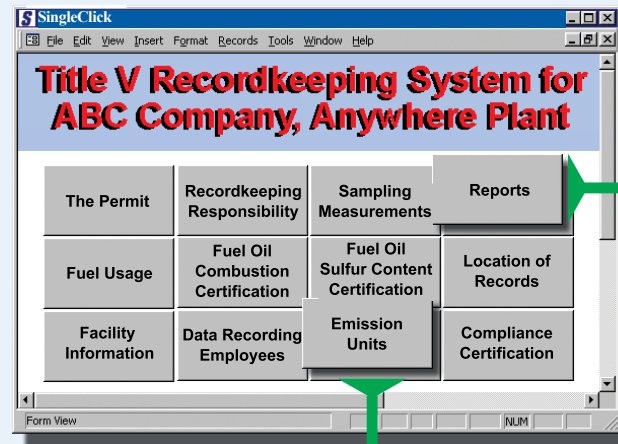 S SingleClick
File Edit View Insert Format Records Tools Window Help
Title V Recordkeeping System for
ABC Company, Anywhere Plant
The Permit
Recordkeeping
Responsibility
Sampling
Measurements
Reports
Fuel Usage
Fuel Oil
Combustion
Certification
Fuel Oil
Sulfur Content
Certification
Location of
Records
Facility
Information
Data Recording
Employees
Emission
Units
Compliance
Certification
Form View
NUM